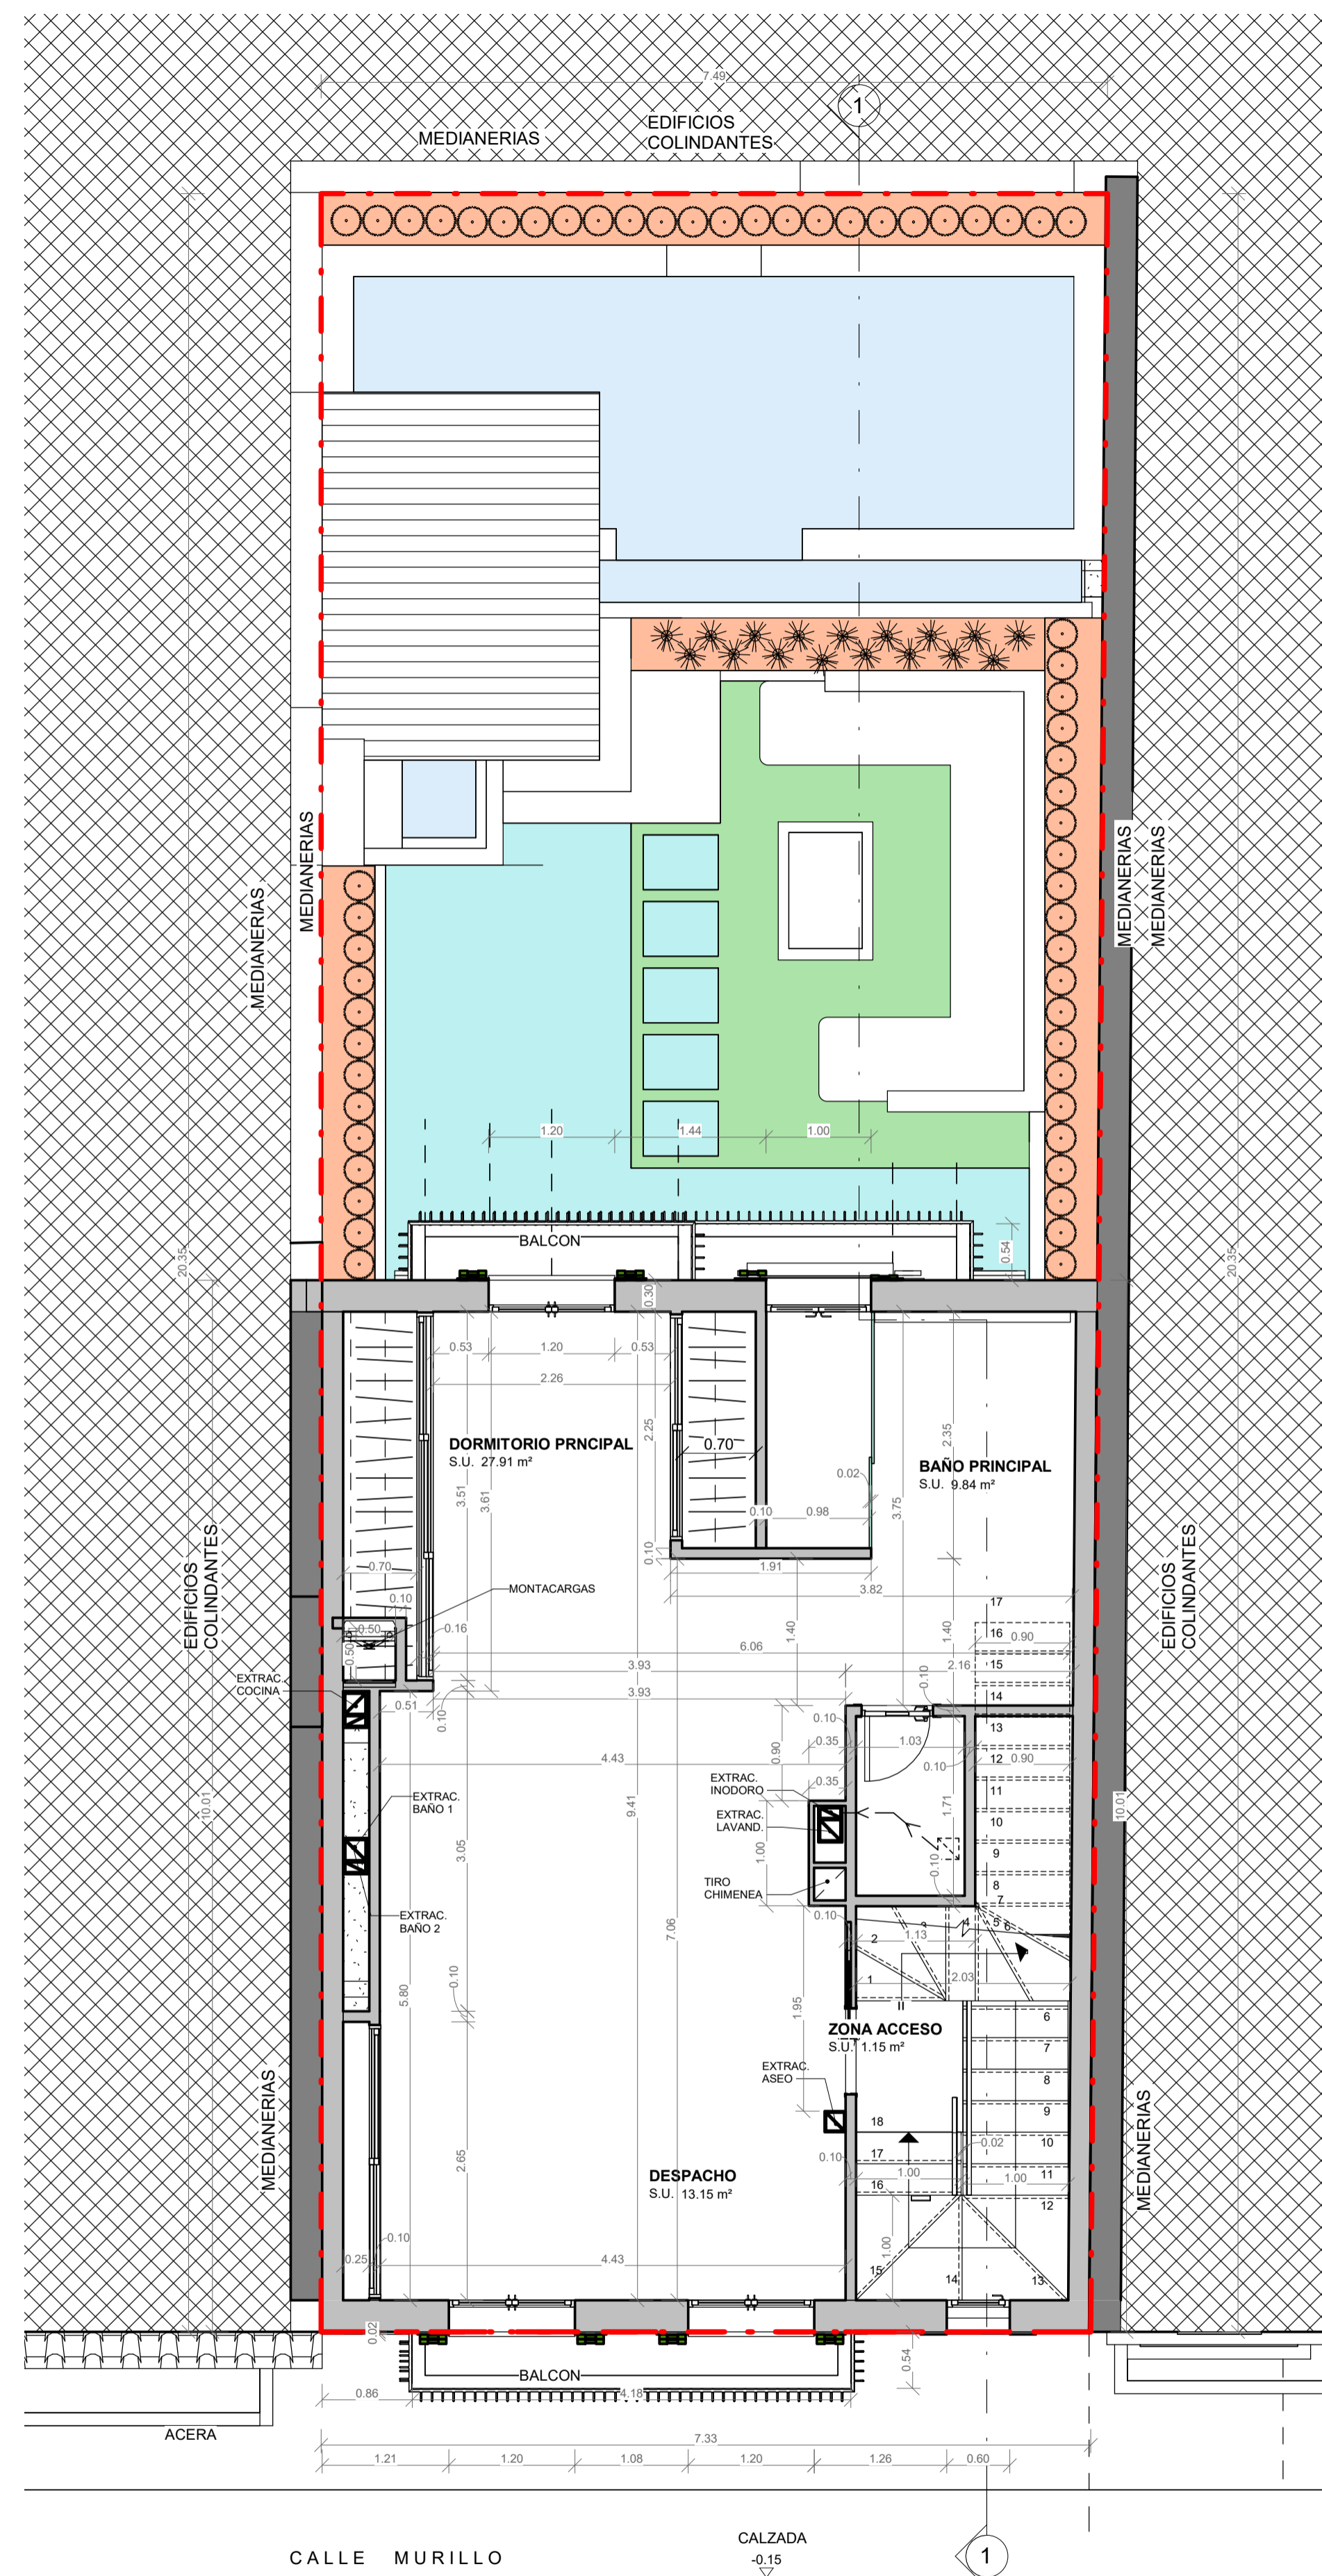 7.49
1
MEDIANERIAS
EDIFICIOS
COLINDANTES
MEDIANERIAS
MEDIANERIAS
MEDIANERIAS
MEDIANERIAS
1.20
1.44
1.00
BALCON
0.54
20.35
20.35
0.30
0.53
1.20
0.53
2.26
2.25
0.70
2.35
DORMITORIO PRNCIPAL
S.U. 27.91 m²
BAÑO PRINCIPAL
S.U. 9.84 m²
3.51
3.61
0.02
3.75
0.10
0.98
0.10
1.91
3.82
EDIFICIOS
COLINDANTES
EDIFICIOS
COLINDANTES
0.70
MONTACARGAS
0.10
0.50
0.50
0.16
1.40
1.40
17
16
0.90
15
14
6.06
3.93
2.16
3.93
EXTRAC.
COCINA
0.51
0.10
0.10
0.10
0.35
1.03
13
12
0.90
0.90
4.43
0.10
0.35
EXTRAC.
INODORO
EXTRAC.
LAVAND.
11
10
9
8
7
1.71
10.01
10.01
9.41
EXTRAC.
BAÑO 1
1.00
3.05
0.10
TIRO
CHIMENEA
EXTRAC.
BAÑO 2
0.10
7.06
2
3
4
5
6
1.13
1
2.03
0.10
5.80
1.95
ZONA ACCESO
S.U. 1.15 m²
6
7
8
9
10
11
12
EXTRAC.
ASEO
18
17
16
0.02
0.10
1.00
1.00
2.65
DESPACHO
S.U. 13.15 m²
MEDIANERIAS
MEDIANERIAS
0.10
0.25
4.43
1.00
15
14
13
0.02
BALCON
0.54
0.86
4.18
ACERA
7.33
1.21
1.20
1.08
1.20
1.26
0.60
CALLE MURILLO
CALZADA
-0.15
1